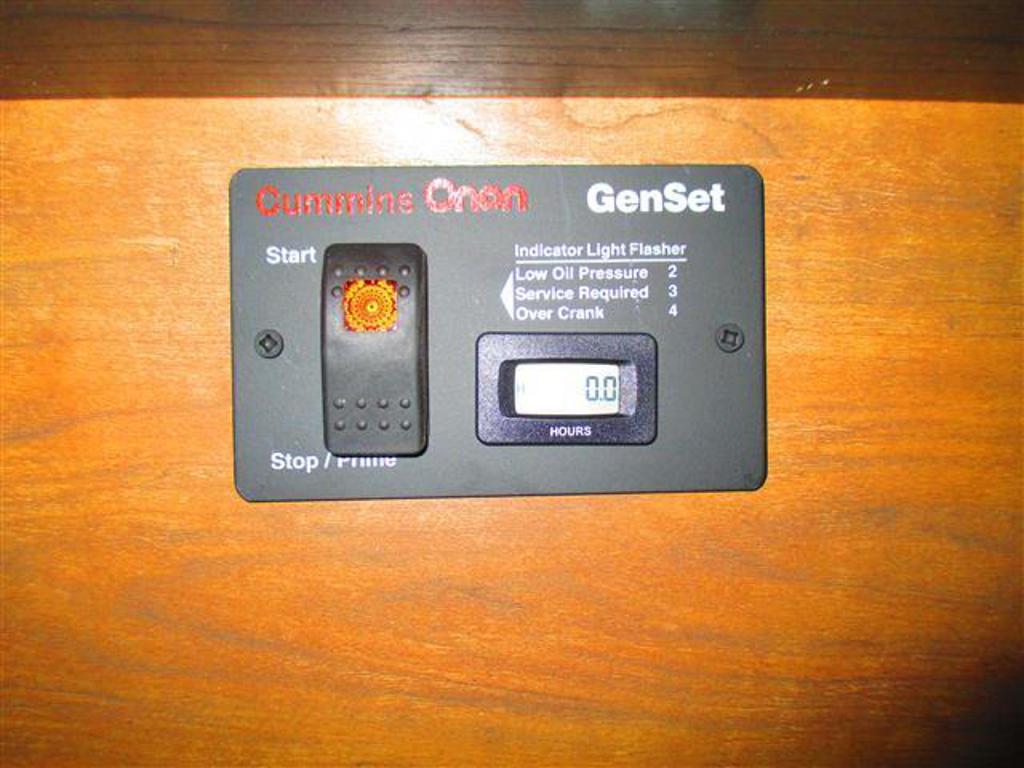 Cummins Onan GenSet
Start
Indicator Light Flasher
Low Oil Pressure 2
Service Required 3
Over Crank 4
H 0.0
HOURS
Stop / Prime